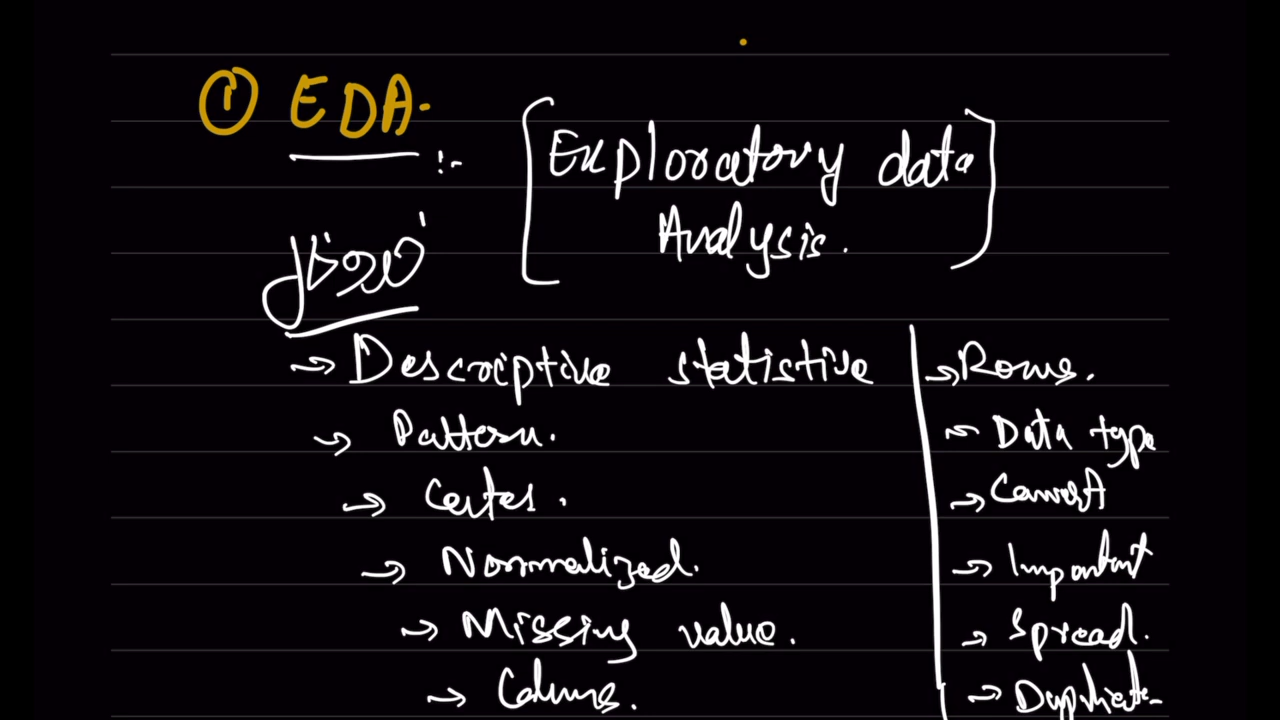 ① EDA.
:- [Exploratory data
Analysis.]
→ Descriptive statistive
→ Pattern.
→ Center.
→ Normalized.
→ Missing value.
→ Colums.
→ Rows.
→ Data type
→ Convert
→ Important
→ Spread.
→ Duplicate-